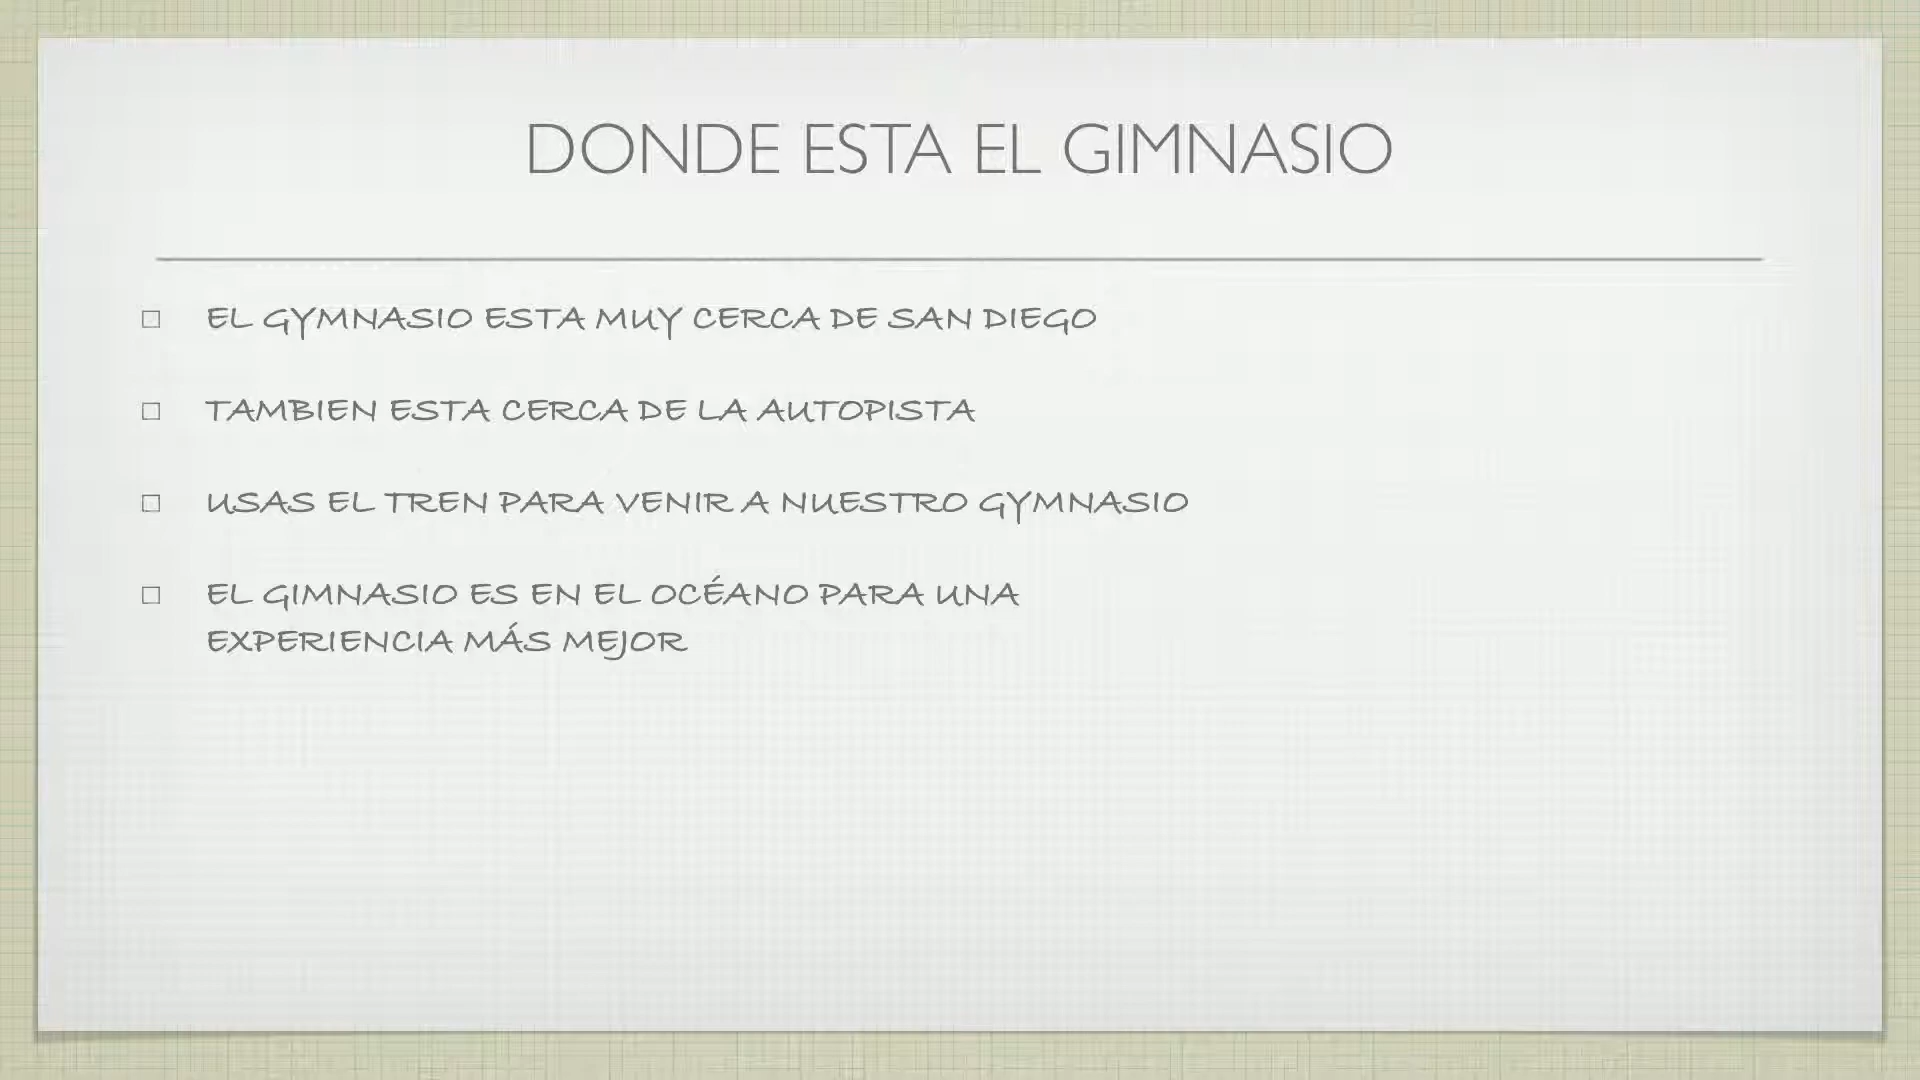 DONDE ESTA EL GIMNASIO
EL GYMNASIO ESTA MUY CERCA DE SAN DIEGO
TAMBIEN ESTA CERCA DE LA AUTOPISTA
USAS EL TREN PARA VENIR A NUESTRO GYMNASIO
EL GIMNASIO ES EN EL OCÉANO PARA UNA
EXPERIENCIA MÁS MEJOR